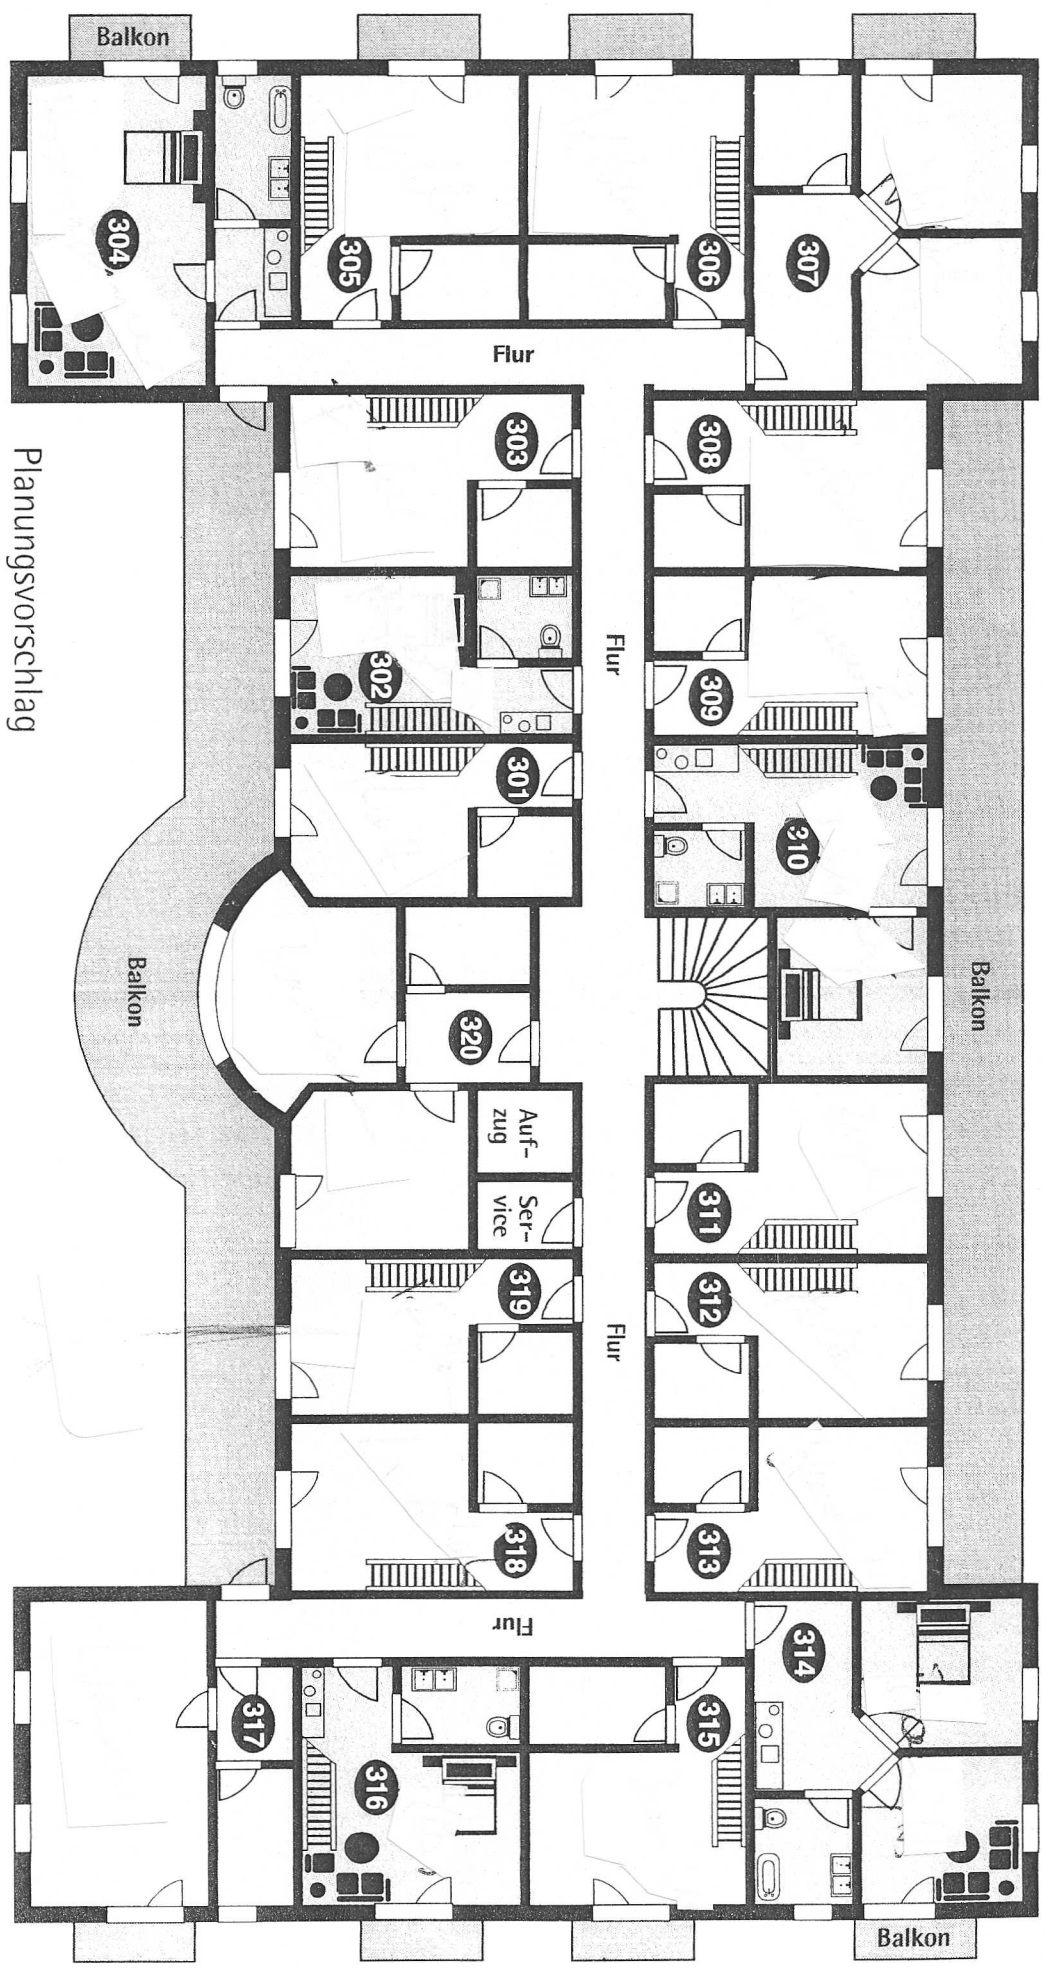 Balkon
304
305
306
307
Flur
303
308
Planungsvorschlag
Flur
302
309
301
310
Balkon
Balkon
320
Auf-
zug
Ser-
vice
311
319
312
Flur
318
313
Flur
314
317
315
316
Balkon